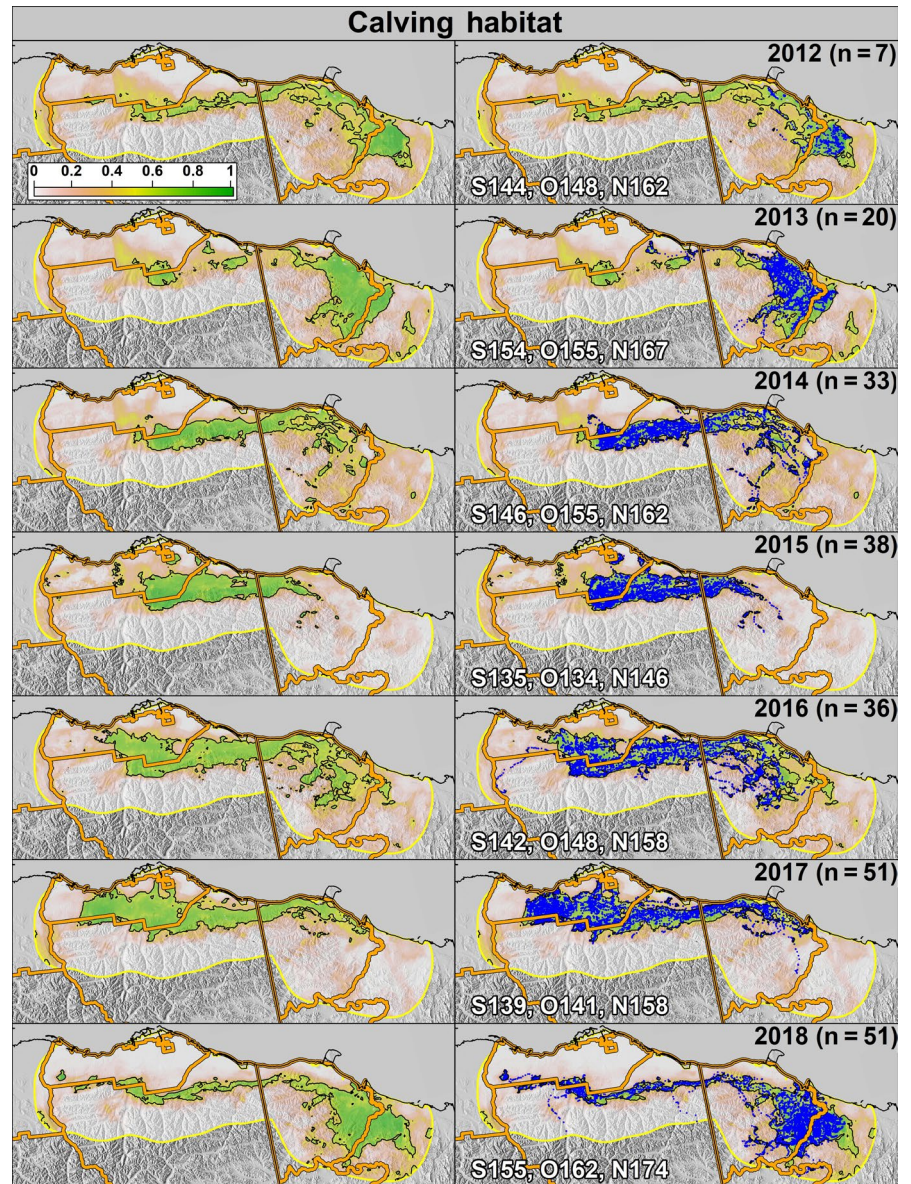 Calving habitat
2012 (n = 7)
0 0.2 0.4 0.6 0.8 1
S144, O148, N162
2013 (n = 20)
S154, O155, N167
2014 (n = 33)
S146, O155, N162
2015 (n = 38)
S135, O134, N146
2016 (n = 36)
S142, O148, N158
2017 (n = 51)
S139, O141, N158
2018 (n = 51)
S155, O162, N174